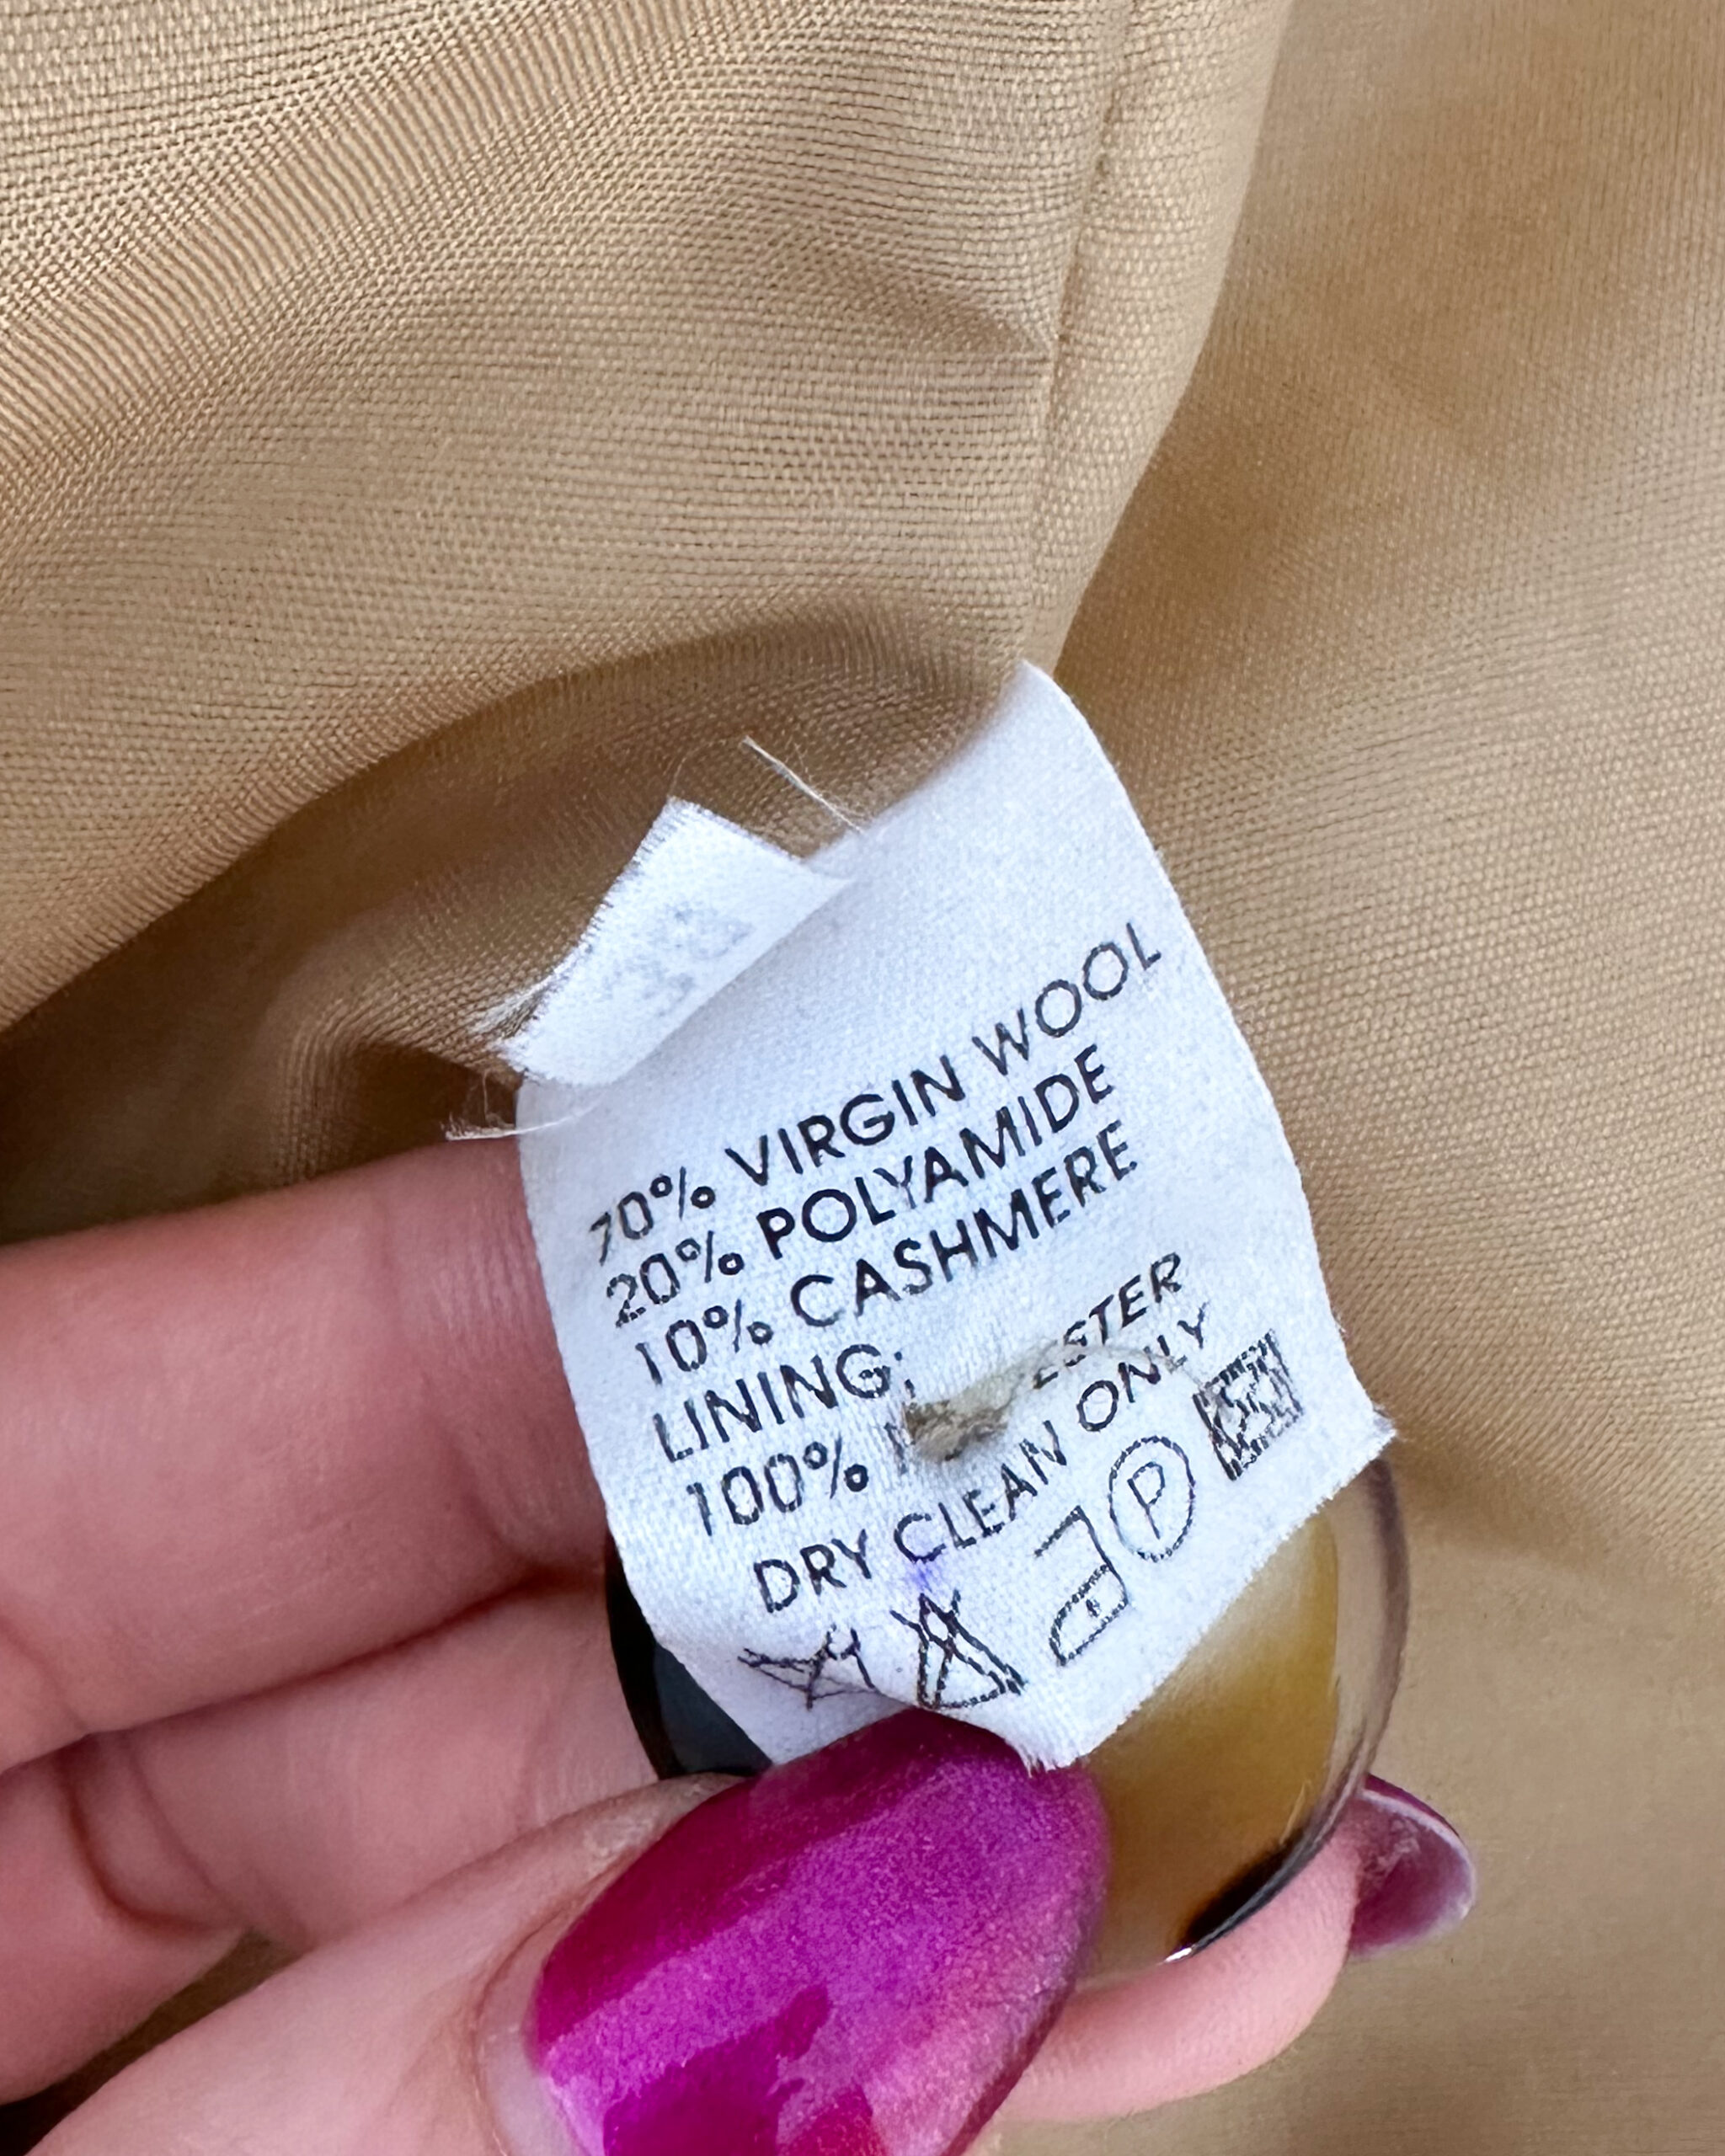 70% VIRGIN WOOL
20% POLYAMIDE
10% CASHMERE
LINING:
100%
DRY CLEAN ONLY
P